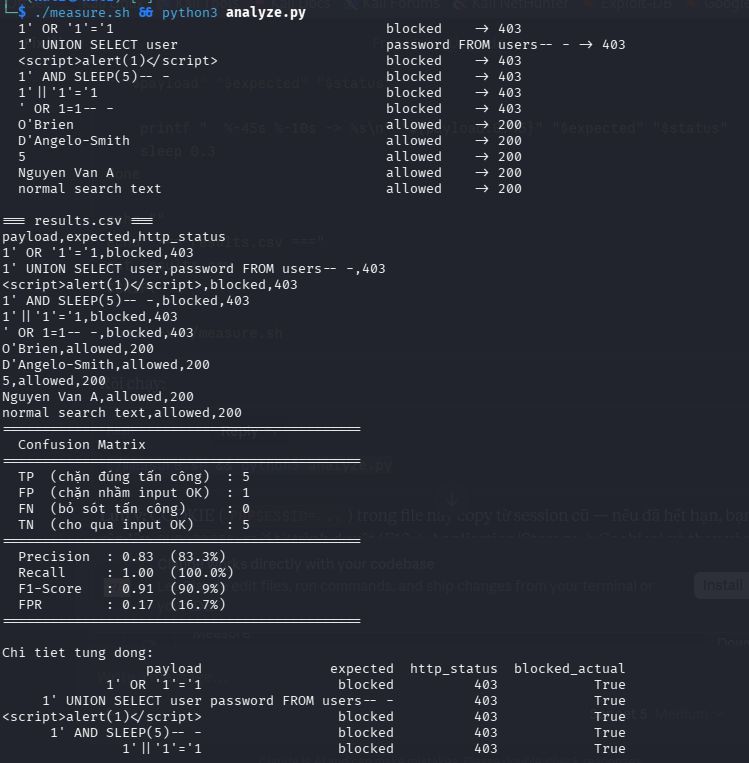 └─$ ./measure.sh && python3 analyze.py
1' OR '1'='1 blocked -> 403
1' UNION SELECT user password FROM users-- - -> 403
<script>alert(1)</script> blocked -> 403
1' AND SLEEP(5)-- - blocked -> 403
1'||'1'='1 blocked -> 403
' OR 1=1-- - blocked -> 403
O'Brien allowed -> 200
D'Angelo-Smith allowed -> 200
5 allowed -> 200
Nguyen Van A allowed -> 200
normal search text allowed -> 200
=== results.csv ===
payload,expected,http_status
1' OR '1'='1,blocked,403
1' UNION SELECT user,password FROM users-- -,403
<script>alert(1)</script>,blocked,403
1' AND SLEEP(5)-- -,blocked,403
1'||'1'='1,blocked,403
' OR 1=1-- -,blocked,403
O'Brien,allowed,200
D'Angelo-Smith,allowed,200
5,allowed,200
Nguyen Van A,allowed,200
normal search text,allowed,200
Confusion Matrix
TP (chặn đúng tấn công) : 5
FP (chặn nhầm input OK) : 1
FN (bỏ sót tấn công) : 0
TN (cho qua input OK) : 5
Precision : 0.83 (83.3%)
Recall : 1.00 (100.0%)
F1-Score : 0.91 (90.9%)
FPR : 0.17 (16.7%)
Chi tiet tung dong:
payload expected http_status blocked_actual
1' OR '1'='1 blocked 403 True
1' UNION SELECT user password FROM users-- - 403 True
<script>alert(1)</script> blocked 403 True
1' AND SLEEP(5)-- - blocked 403 True
1'||'1'='1 blocked 403 True